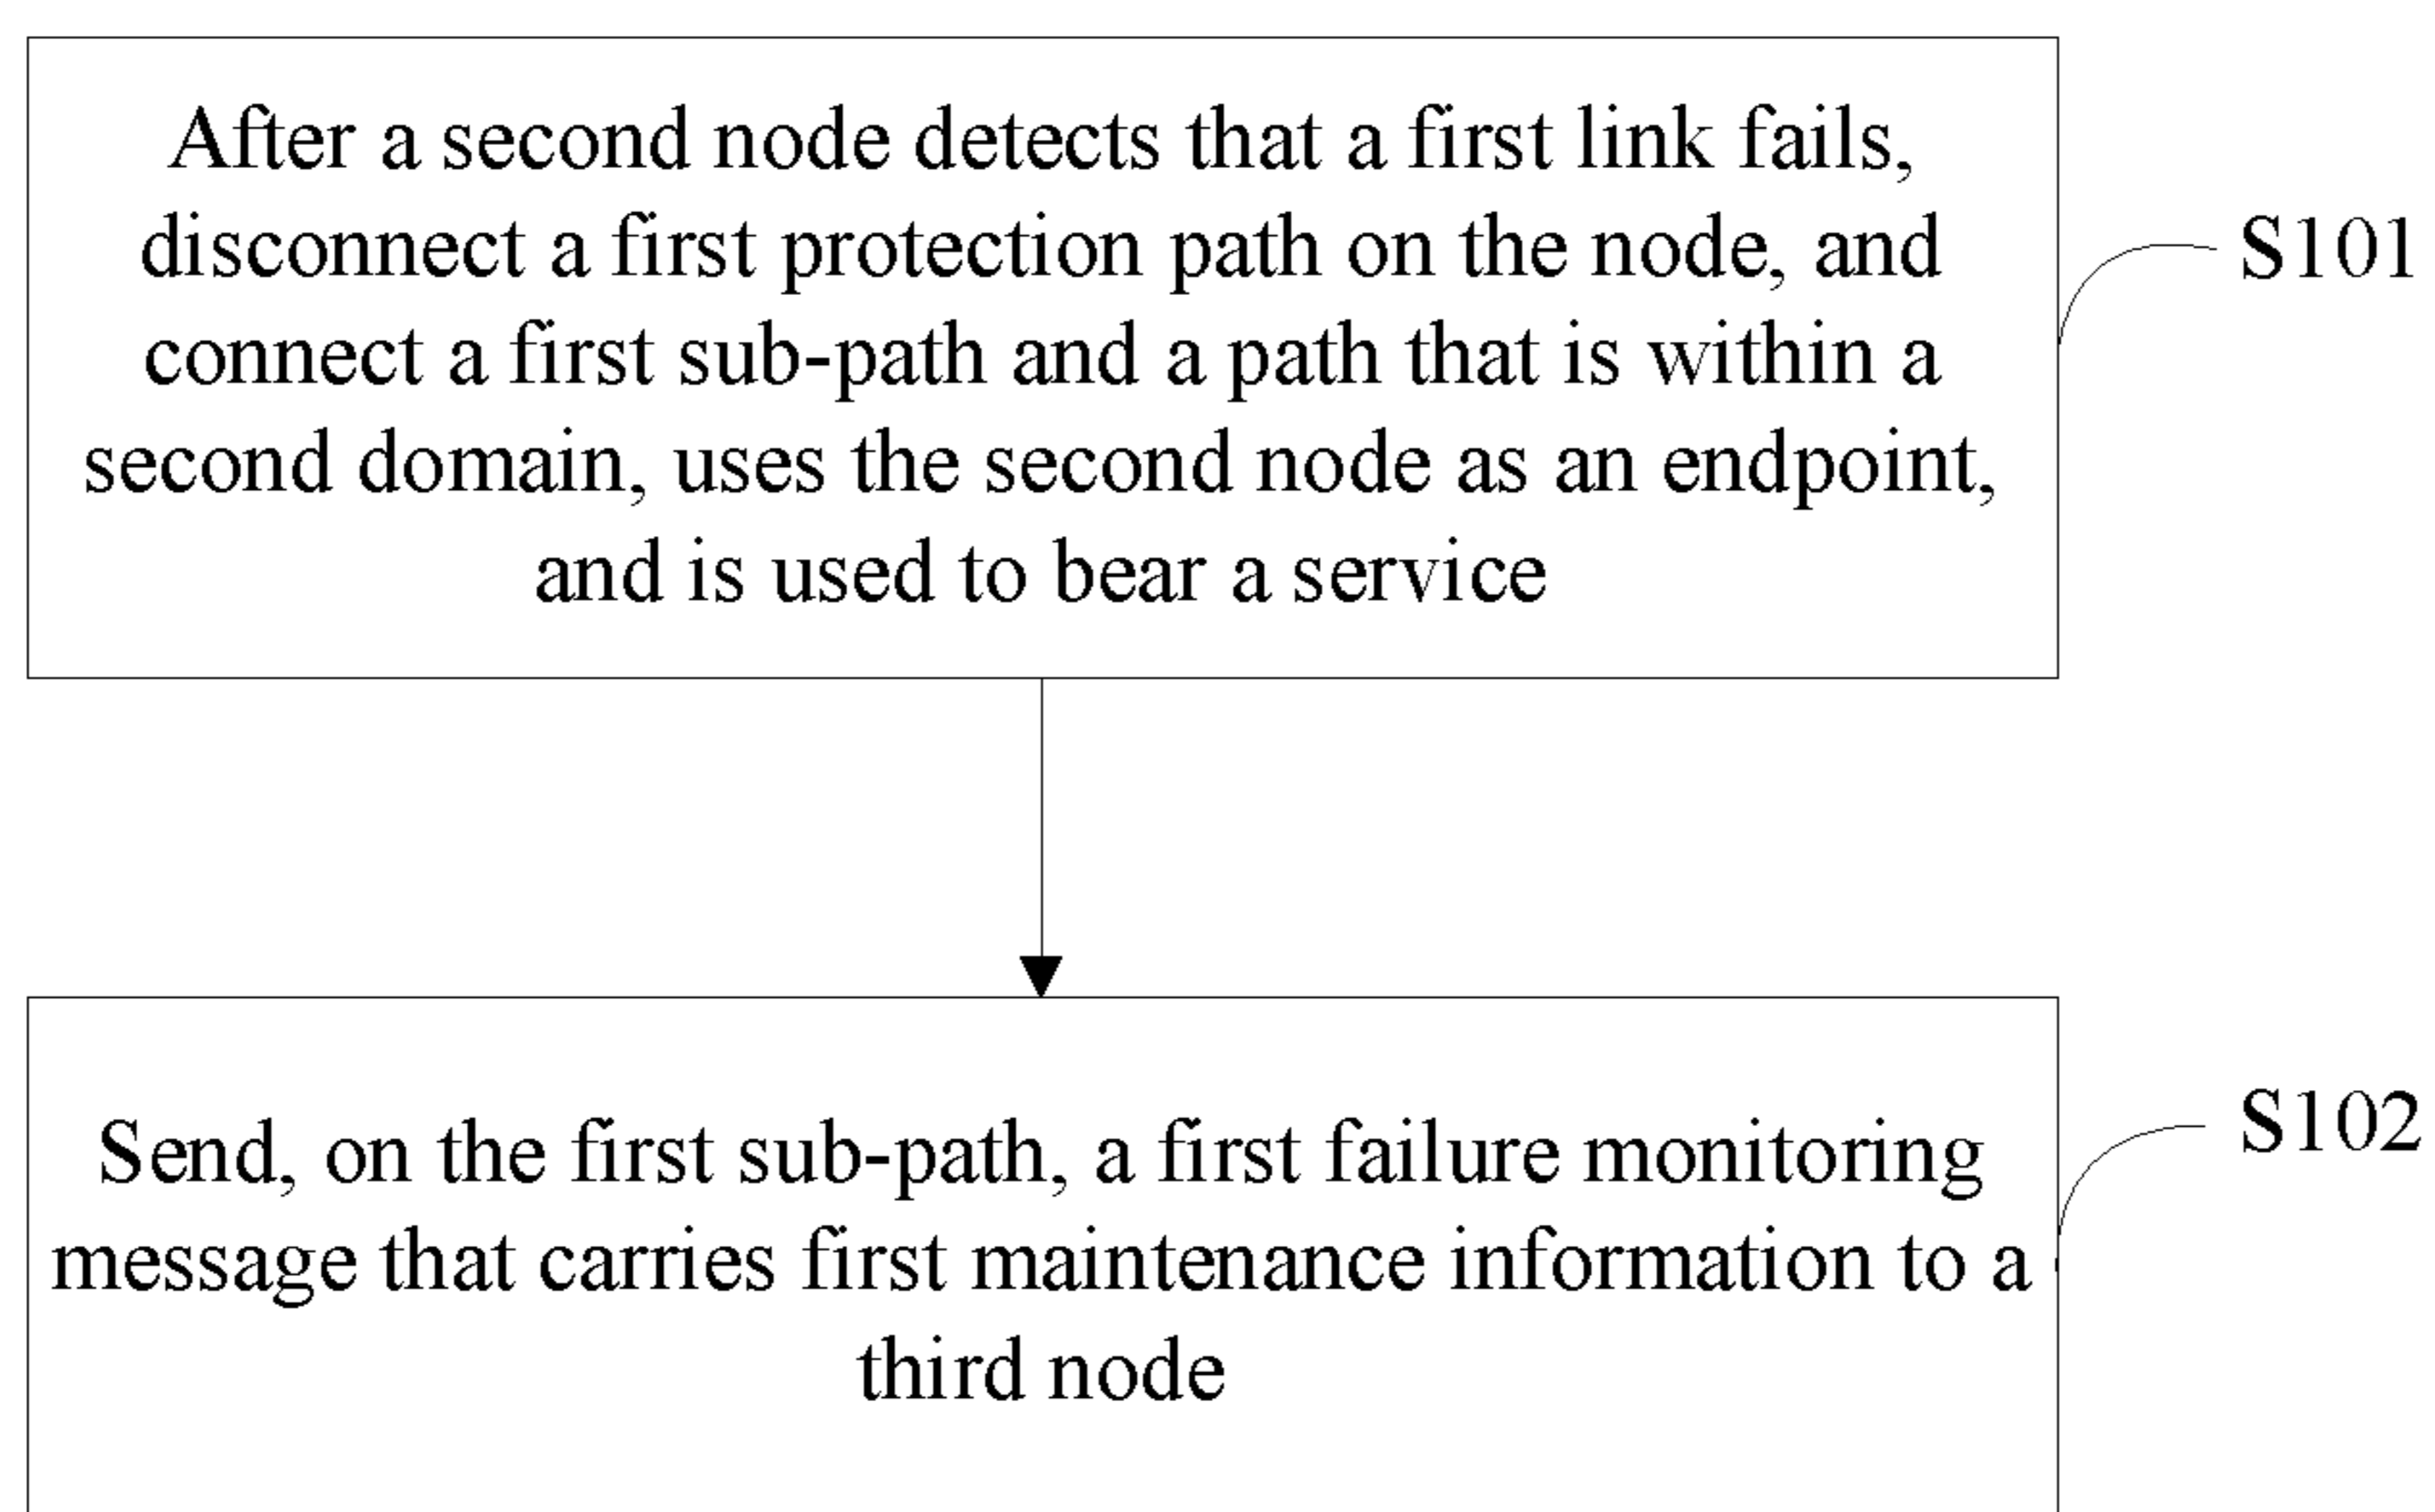 After a second node detects that a first link fails,
disconnect a first protection path on the node, and
connect a first sub-path and a path that is within a
second domain, uses the second node as an endpoint,
and is used to bear a service
S101
Send, on the first sub-path, a first failure monitoring
message that carries first maintenance information to a
third node
S102